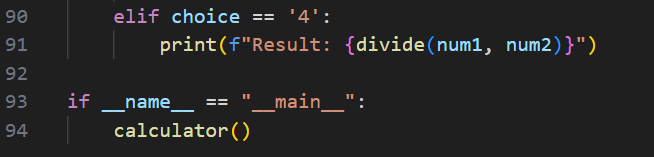 90 elif choice == '4':
91 print(f"Result: {divide(num1, num2)}")
92
93 if __name__ == "__main__":
94 calculator()